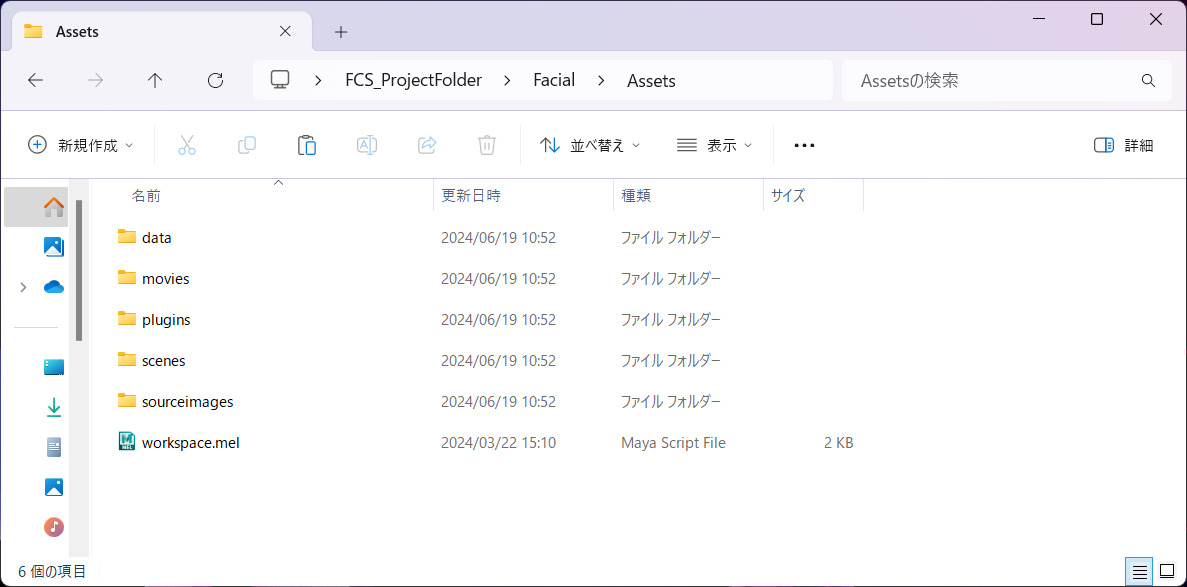 Assets
FCS_ProjectFolder Facial Assets Assetsの検索
新規作成 並べ替え 表示 詳細
名前 更新日時 種類 サイズ
data 2024/06/19 10:52 ファイル フォルダー
movies 2024/06/19 10:52 ファイル フォルダー
plugins 2024/06/19 10:52 ファイル フォルダー
scenes 2024/06/19 10:52 ファイル フォルダー
sourceimages 2024/06/19 10:52 ファイル フォルダー
workspace.mel 2024/03/22 15:10 Maya Script File 2 KB
6 個の項目